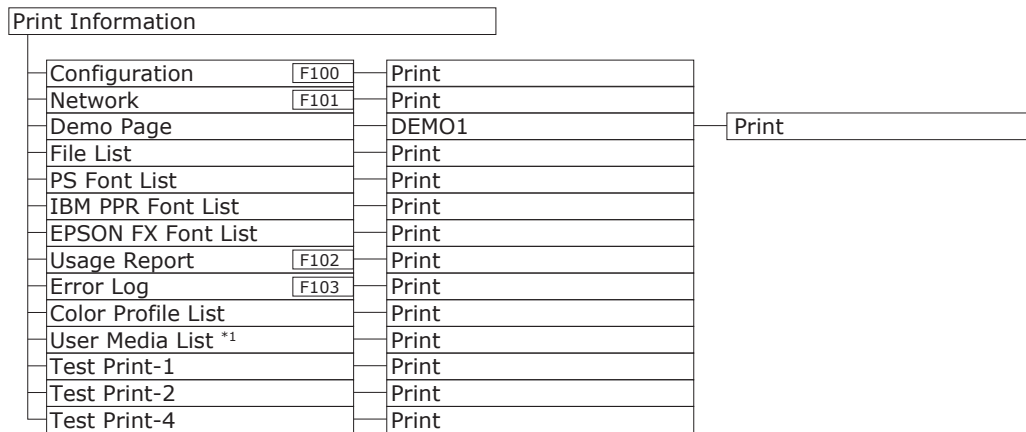 Print Information
Configuration F100 Print
Network F101 Print
Demo Page DEMO1 Print
File List Print
PS Font List Print
IBM PPR Font List Print
EPSON FX Font List Print
Usage Report F102 Print
Error Log F103 Print
Color Profile List Print
User Media List *1 Print
Test Print-1 Print
Test Print-2 Print
Test Print-4 Print